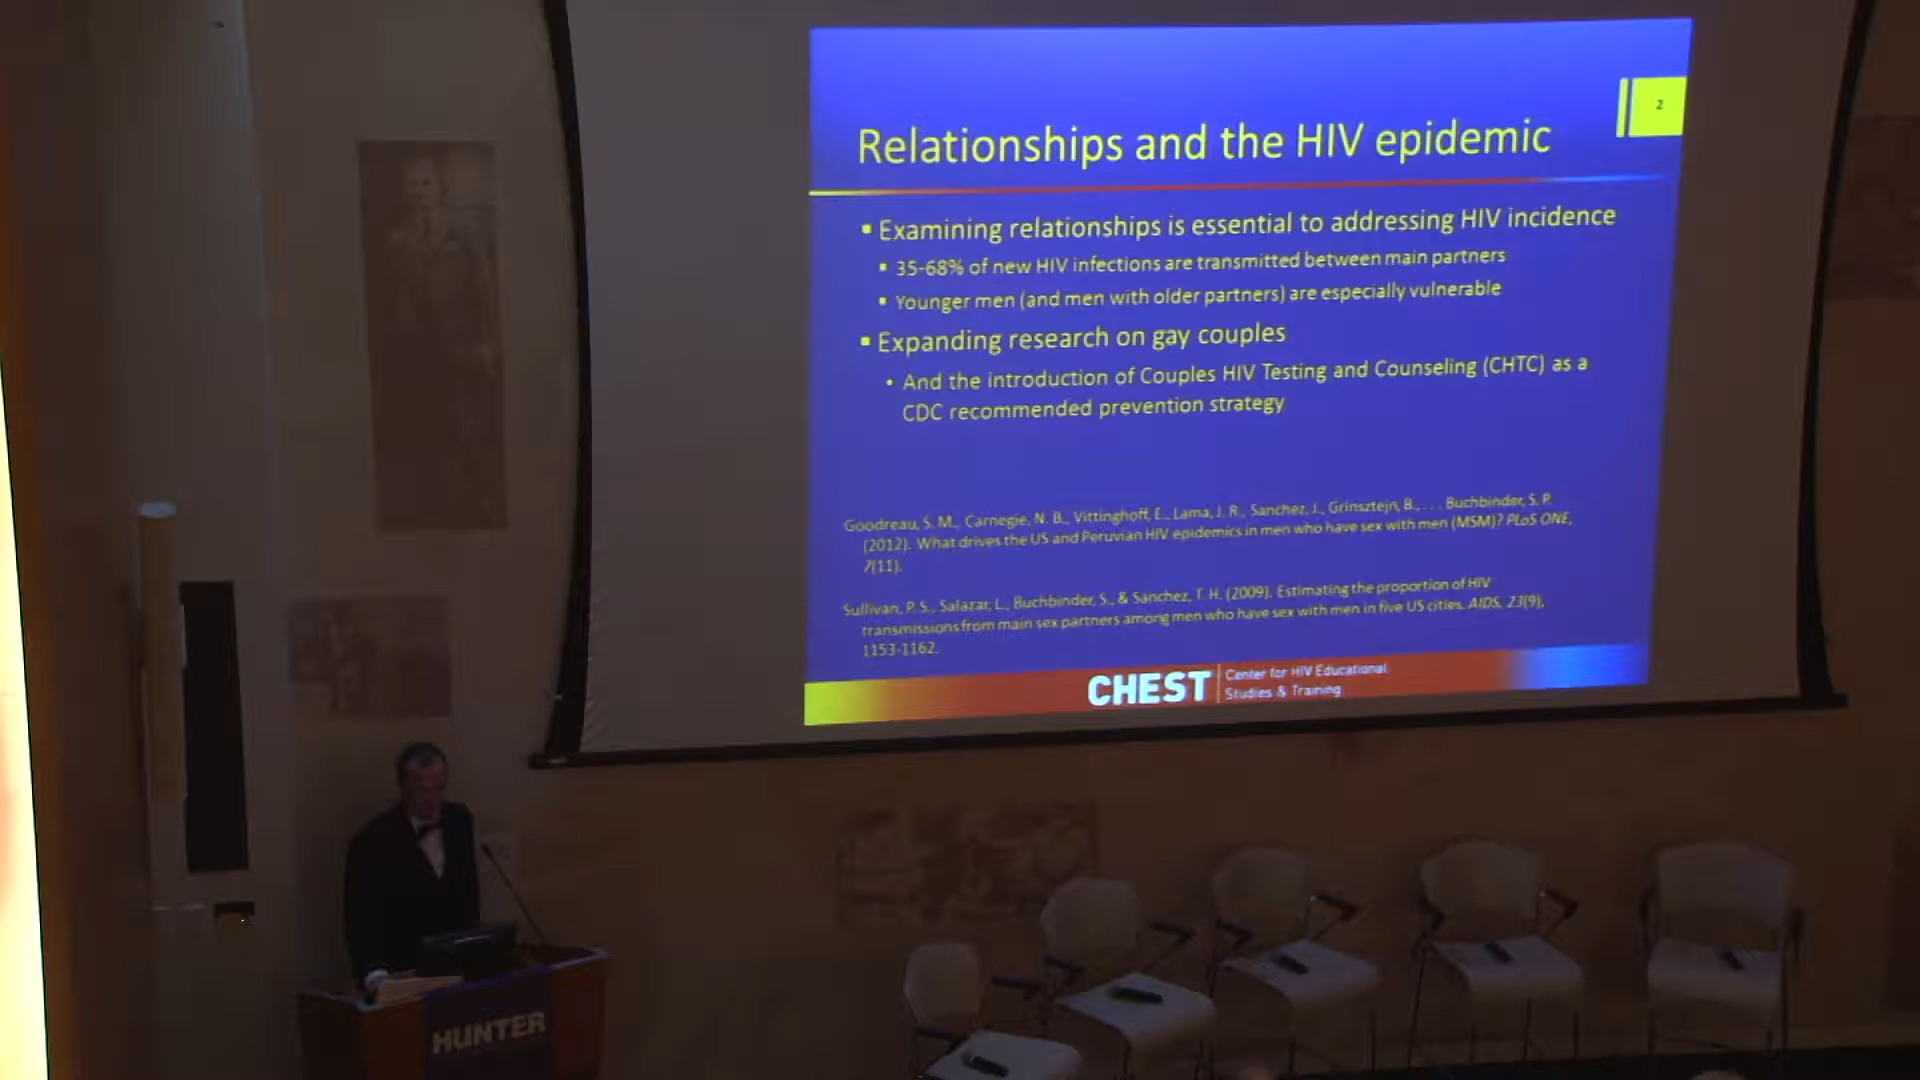 2
Relationships and the HIV epidemic
▪ Examining relationships is essential to addressing HIV incidence
▪ 35-68% of new HIV infections are transmitted between main partners
▪ Younger men (and men with older partners) are especially vulnerable
▪ Expanding research on gay couples
• And the introduction of Couples HIV Testing and Counseling (CHTC) as a
CDC recommended prevention strategy
Goodreau, S. M., Carnegie, N. B., Vittinghoff, E., Lama, J. R., Sanchez, J., Grinsztejn, B., . . . Buchbinder, S. P.
(2012). What drives the US and Peruvian HIV epidemics in men who have sex with men (MSM)? PLoS ONE,
7(11).
Sullivan, P. S., Salazar, L., Buchbinder, S., & Sanchez, T. H. (2009). Estimating the proportion of HIV
transmissions from main sex partners among men who have sex with men in five US cities. AIDS, 23(9),
1153-1162.
CHEST
Center for HIV Educational
Studies & Training
HUNTER